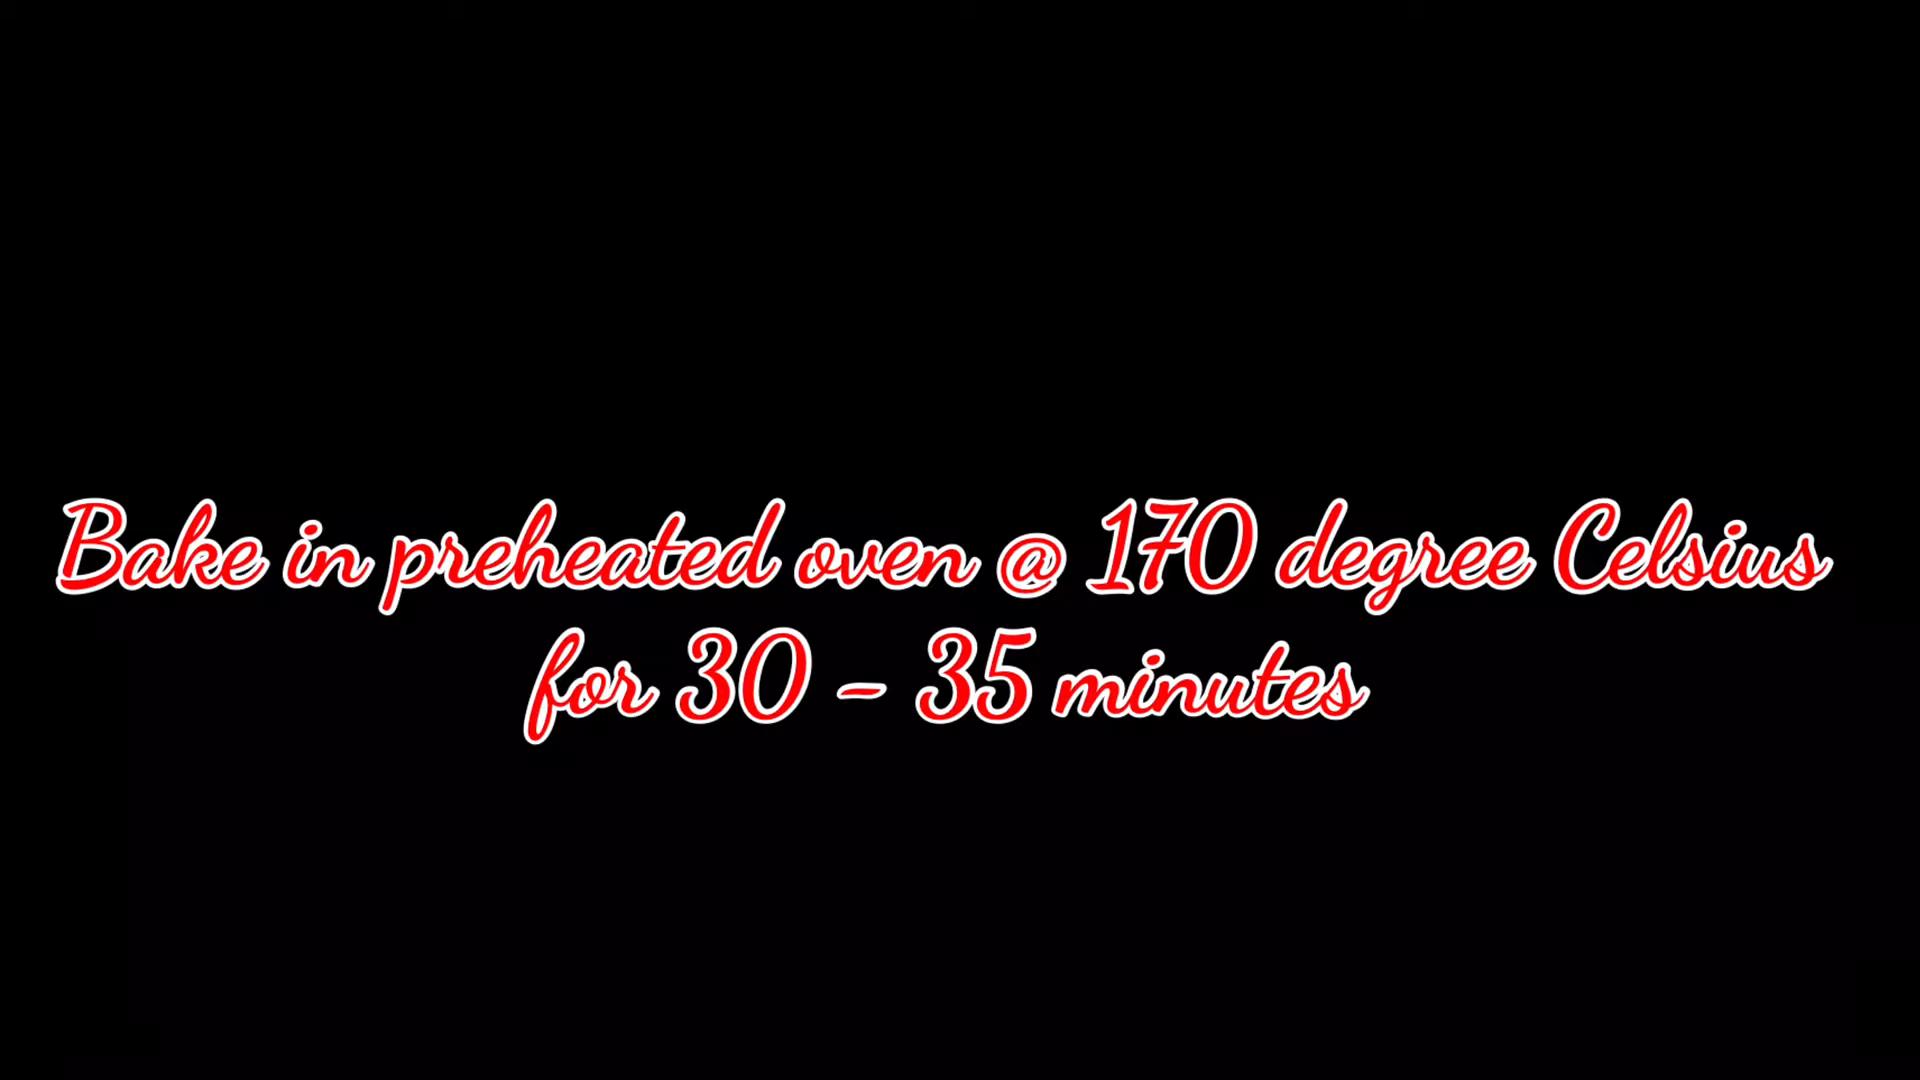 Bake in preheated oven @ 170 degree Celsius
for 30 - 35 minutes